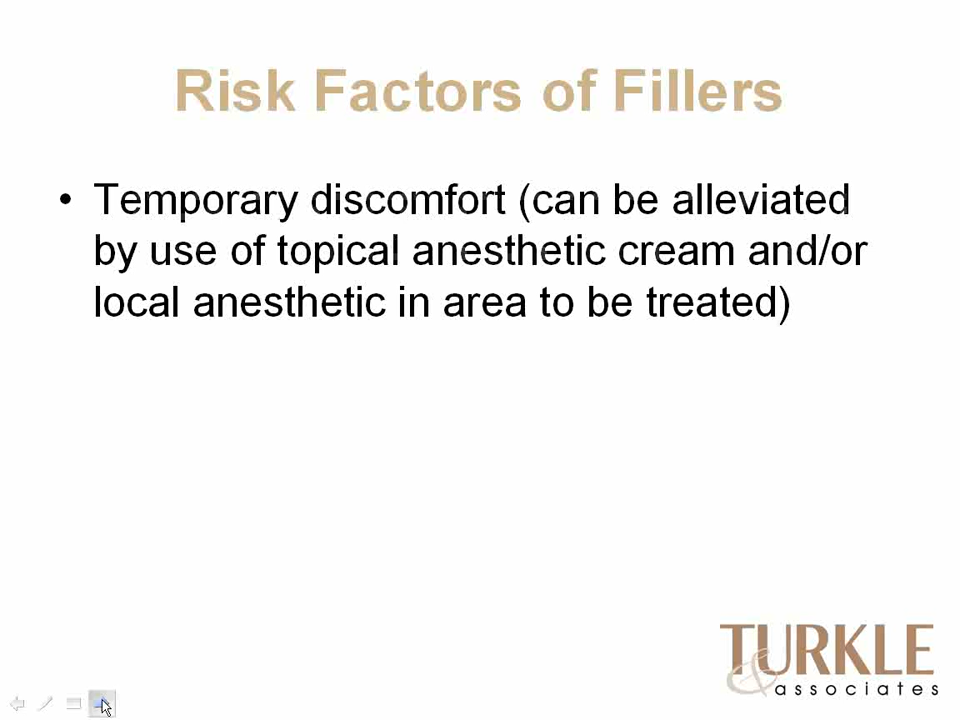 Risk Factors of Fillers
• Temporary discomfort (can be alleviated
by use of topical anesthetic cream and/or
local anesthetic in area to be treated)
TURKLE
& associates